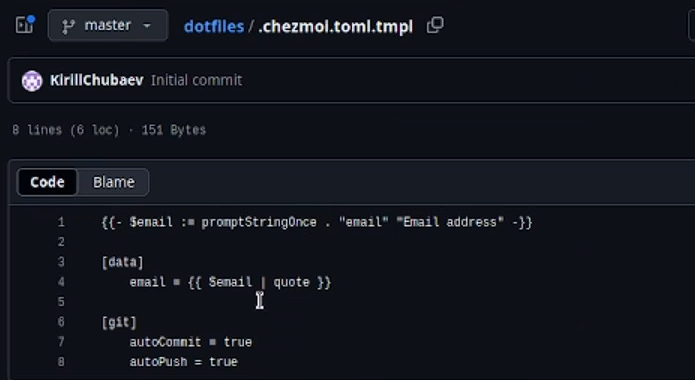 master dotfiles / .chezmoi.toml.tmpl
KirillChubaev Initial commit
8 lines (6 loc) · 151 Bytes
Code Blame
1 {{- $email := promptStringOnce . "email" "Email address" -}}
2
3 [data]
4     email = {{ $email | quote }}
5
6 [git]
7     autoCommit = true
8     autoPush = true